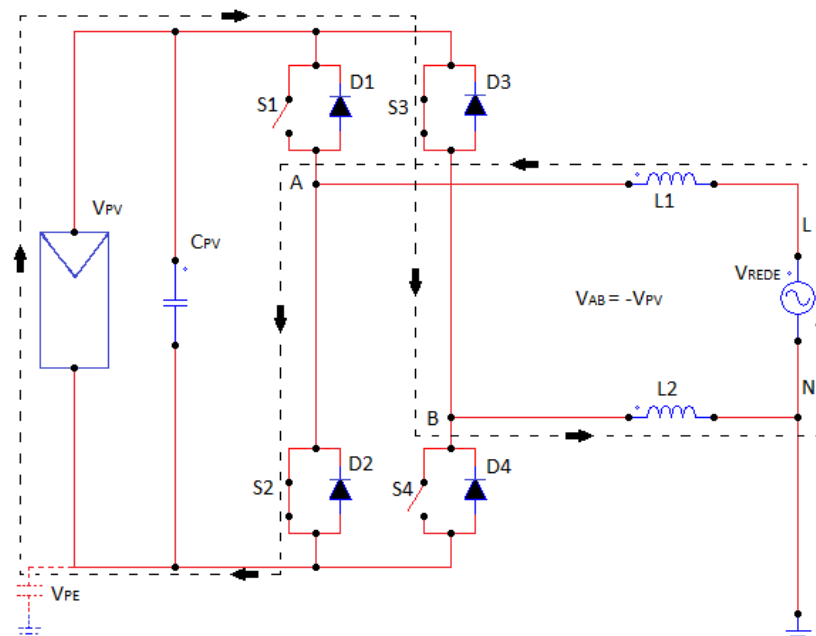 D1
D3
S1
S3
A
VPV
CPV
L1
L
VREDE
VAB = -VPV
L2
N
B
D2
D4
S2
S4
VPE